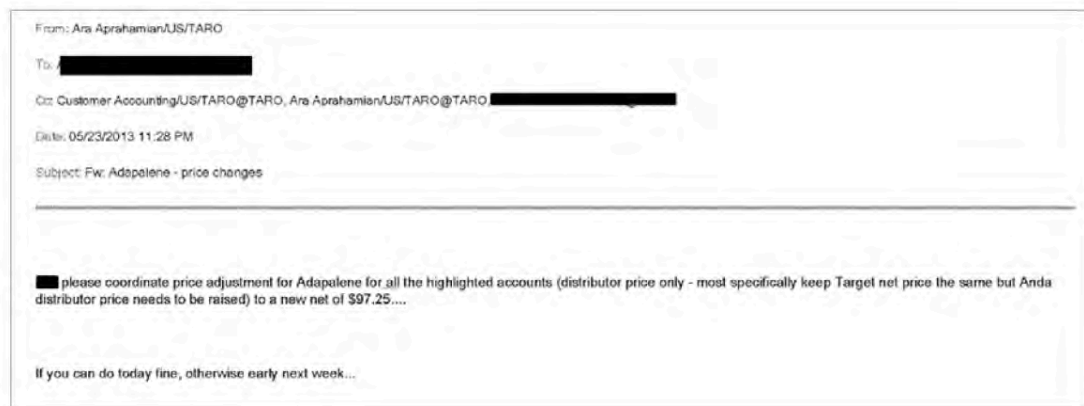 From: Ara Aprahamian/US/TARO
To:
Cc: Customer Accounting/US/TARO@TARO, Ara Aprahamian/US/TARO@TARO,
Date: 05/23/2013 11:28 PM
Subject: Fw: Adapalene - price changes
please coordinate price adjustment for Adapalene for all the highlighted accounts (distributor price only - most specifically keep Target net price the same but Anda
distributor price needs to be raised) to a new net of $97.25....
If you can do today fine, otherwise early next week...